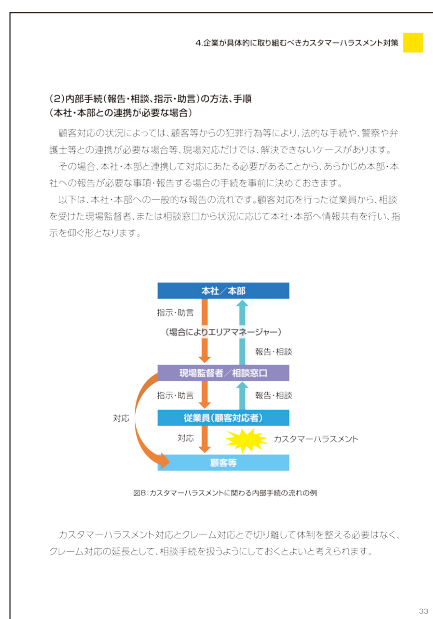 4.企業が具体的に取り組むべきカスタマーハラスメント対策
(2)内部手続(報告・相談、指示・助言)の方法、手順
(本社・本部との連携が必要な場合)
顧客対応の状況によっては、顧客等からの犯罪行為等により、法的な手続や、警察や弁
護士等との連携が必要な場合等、現場対応だけでは、解決できないケースがあります。
その場合、本社・本部と連携して対応にあたる必要があることから、あらかじめ本部・本
社への報告が必要な事項・報告する場合の手続を事前に決めておきます。
以下は、本社・本部への一般的な報告の流れです。顧客対応を行った従業員から、相談
を受けた現場監督者、または相談窓口から状況に応じて本社・本部へ情報共有を行い、指
示を仰ぐ形となります。
本社/本部
指示・助言
(場合によりエリアマネージャー)
報告・相談
現場監督者/相談窓口
指示・助言
報告・相談
対応
従業員(顧客対応者)
対応
カスタマーハラスメント
顧客等
図8:カスタマーハラスメントに関わる内部手続の流れの例
カスタマーハラスメント対応とクレーム対応とで切り離して体制を整える必要はなく、
クレーム対応の延長として、相談手続を扱うようにしておくとよいと考えられます。
33